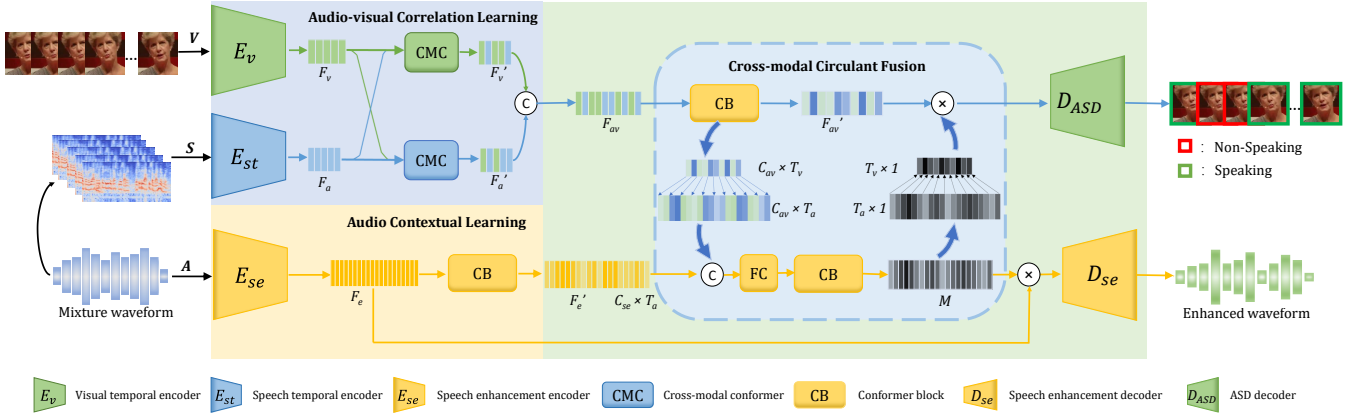 Audio-visual Correlation Learning
V
E_v
F_v
CMC
F_v'
S
E_st
F_a
CMC
F_a'
C
F_av
Cross-modal Circulant Fusion
CB
F_av'
×
C_av × T_v
C_av × T_a
T_v × 1
T_a × 1
D_ASD
: Non-Speaking
: Speaking
...
...
Audio Contextual Learning
Mixture waveform
A
E_se
F_e
CB
F_e'
C_se × T_a
C
FC
CB
M
×
D_se
Enhanced waveform
E_v Visual temporal encoder
E_st Speech temporal encoder
E_se Speech enhancement encoder
CMC Cross-modal conformer
CB Conformer block
D_se Speech enhancement decoder
D_ASD ASD decoder